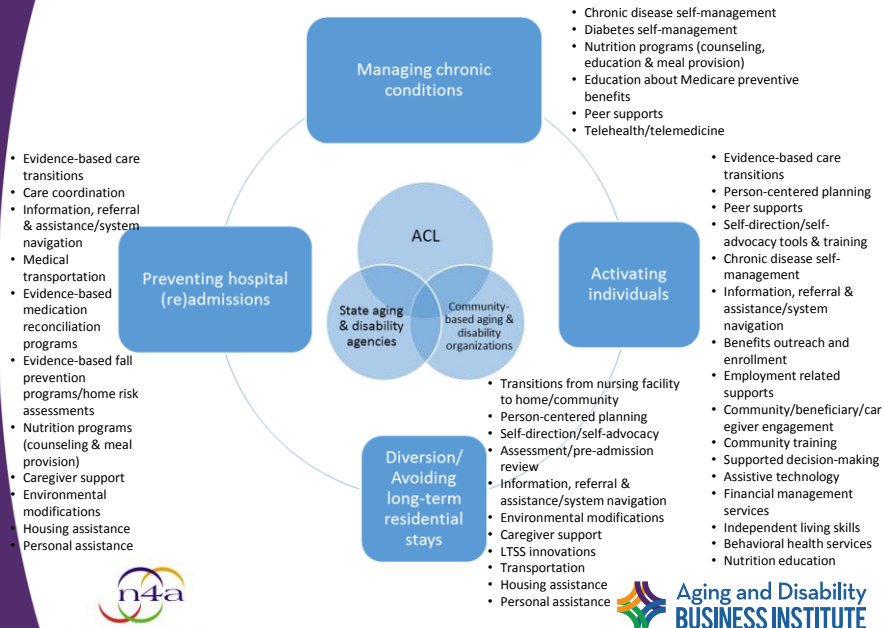 Managing chronic
conditions
• Chronic disease self-management
• Diabetes self-management
• Nutrition programs (counseling,
education & meal provision)
• Education about Medicare preventive
benefits
• Peer supports
• Telehealth/telemedicine
Activating
individuals
• Evidence-based care
transitions
• Person-centered planning
• Peer supports
• Self-direction/self-
advocacy tools & training
• Chronic disease self-
management
• Information, referral &
assistance/system
navigation
• Benefits outreach and
enrollment
• Employment related
supports
• Community/beneficiary/car
egiver engagement
• Community training
• Supported decision-making
• Assistive technology
• Financial management
services
• Independent living skills
• Behavioral health services
• Nutrition education
Diversion/
Avoiding
long-term
residential
stays
• Transitions from nursing facility
to home/community
• Person-centered planning
• Self-direction/self-advocacy
• Assessment/pre-admission
review
• Information, referral &
assistance/system navigation
• Environmental modifications
• Caregiver support
• LTSS innovations
• Transportation
• Housing assistance
• Personal assistance
Preventing hospital
(re)admissions
• Evidence-based care
transitions
• Care coordination
• Information, referral
& assistance/system
navigation
• Medical
transportation
• Evidence-based
medication
reconciliation
programs
• Evidence-based fall
prevention
programs/home risk
assessments
• Nutrition programs
(counseling & meal
provision)
• Caregiver support
• Environmental
modifications
• Housing assistance
• Personal assistance
ACL
State aging
& disability
agencies
Community-
based aging &
disability
organizations
n4a
Aging and Disability
BUSINESS INSTITUTE